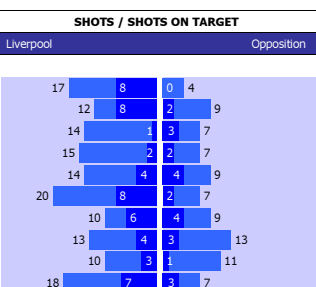 SHOTS / SHOTS ON TARGET
Liverpool Opposition
17 8 0 4
12 8 2 9
14 1 3 7
15 2 2 7
14 4 4 9
20 8 2 7
10 6 4 9
13 4 3 13
10 3 1 11
18 7 3 7